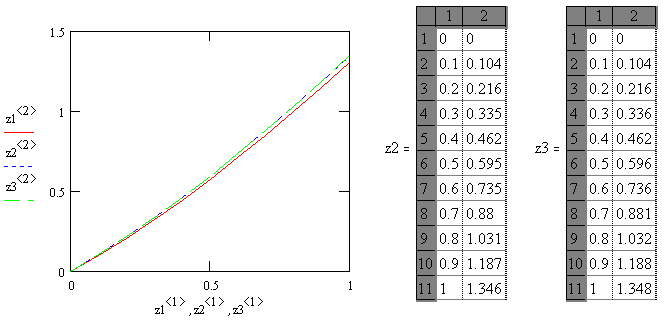 1.5
1
0.5
0
0
0.5
1
z1<2>
z2<2>
z3<2>
z1<1>,z2<1>,z3<1>
z2 =
1 2
1 0 0
2 0.1 0.104
3 0.2 0.216
4 0.3 0.335
5 0.4 0.462
6 0.5 0.595
7 0.6 0.735
8 0.7 0.88
9 0.8 1.031
10 0.9 1.187
11 1 1.346
z3 =
1 2
1 0 0
2 0.1 0.104
3 0.2 0.216
4 0.3 0.336
5 0.4 0.462
6 0.5 0.596
7 0.6 0.736
8 0.7 0.881
9 0.8 1.032
10 0.9 1.188
11 1 1.348